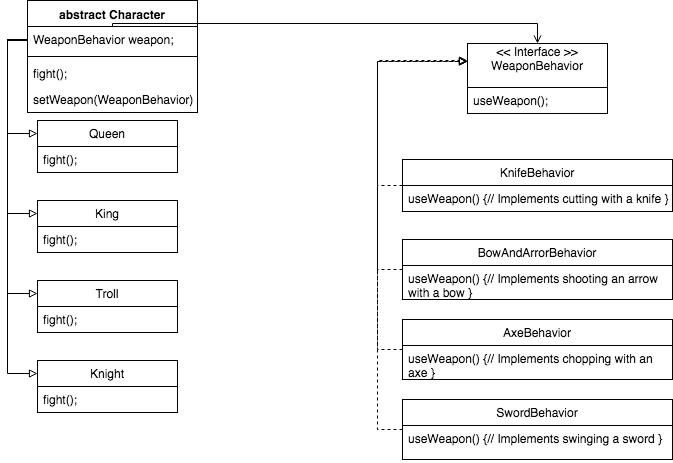 abstract Character
WeaponBehavior weapon;
fight();
setWeapon(WeaponBehavior)
Queen
fight();
King
fight();
Troll
fight();
Knight
fight();
<< Interface >>
WeaponBehavior
useWeapon();
KnifeBehavior
useWeapon() {// Implements cutting with a knife }
BowAndArrorBehavior
useWeapon() {// Implements shooting an arrow
with a bow }
AxeBehavior
useWeapon() {// Implements chopping with an
axe }
SwordBehavior
useWeapon() {// Implements swinging a sword }